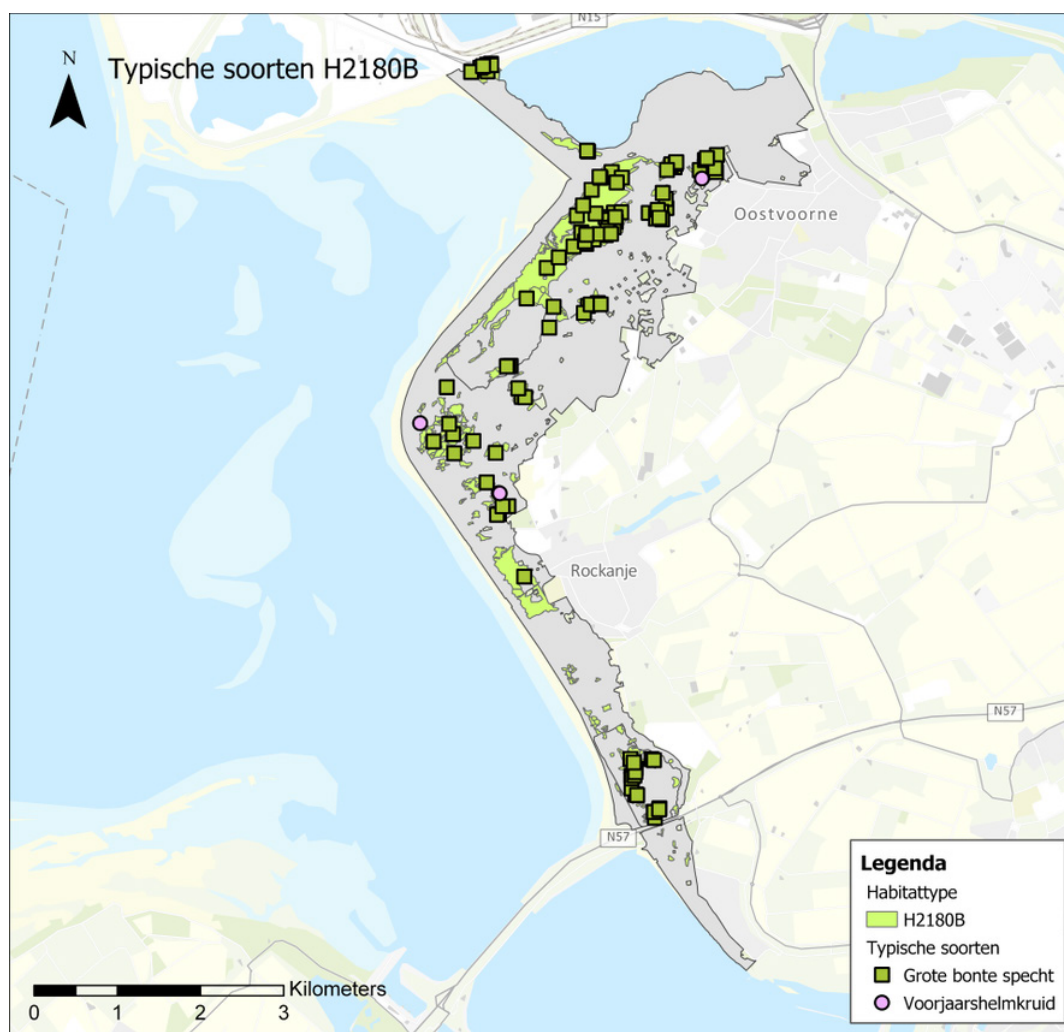 N15
N
Typische soorten H2180B
Oostvoorne
Rockanje
N57
N57
Legenda
Habitattype
H2180B
Typische soorten
Grote bonte specht
Voorjaarshelmkruid
Kilometers
0 1 2 3